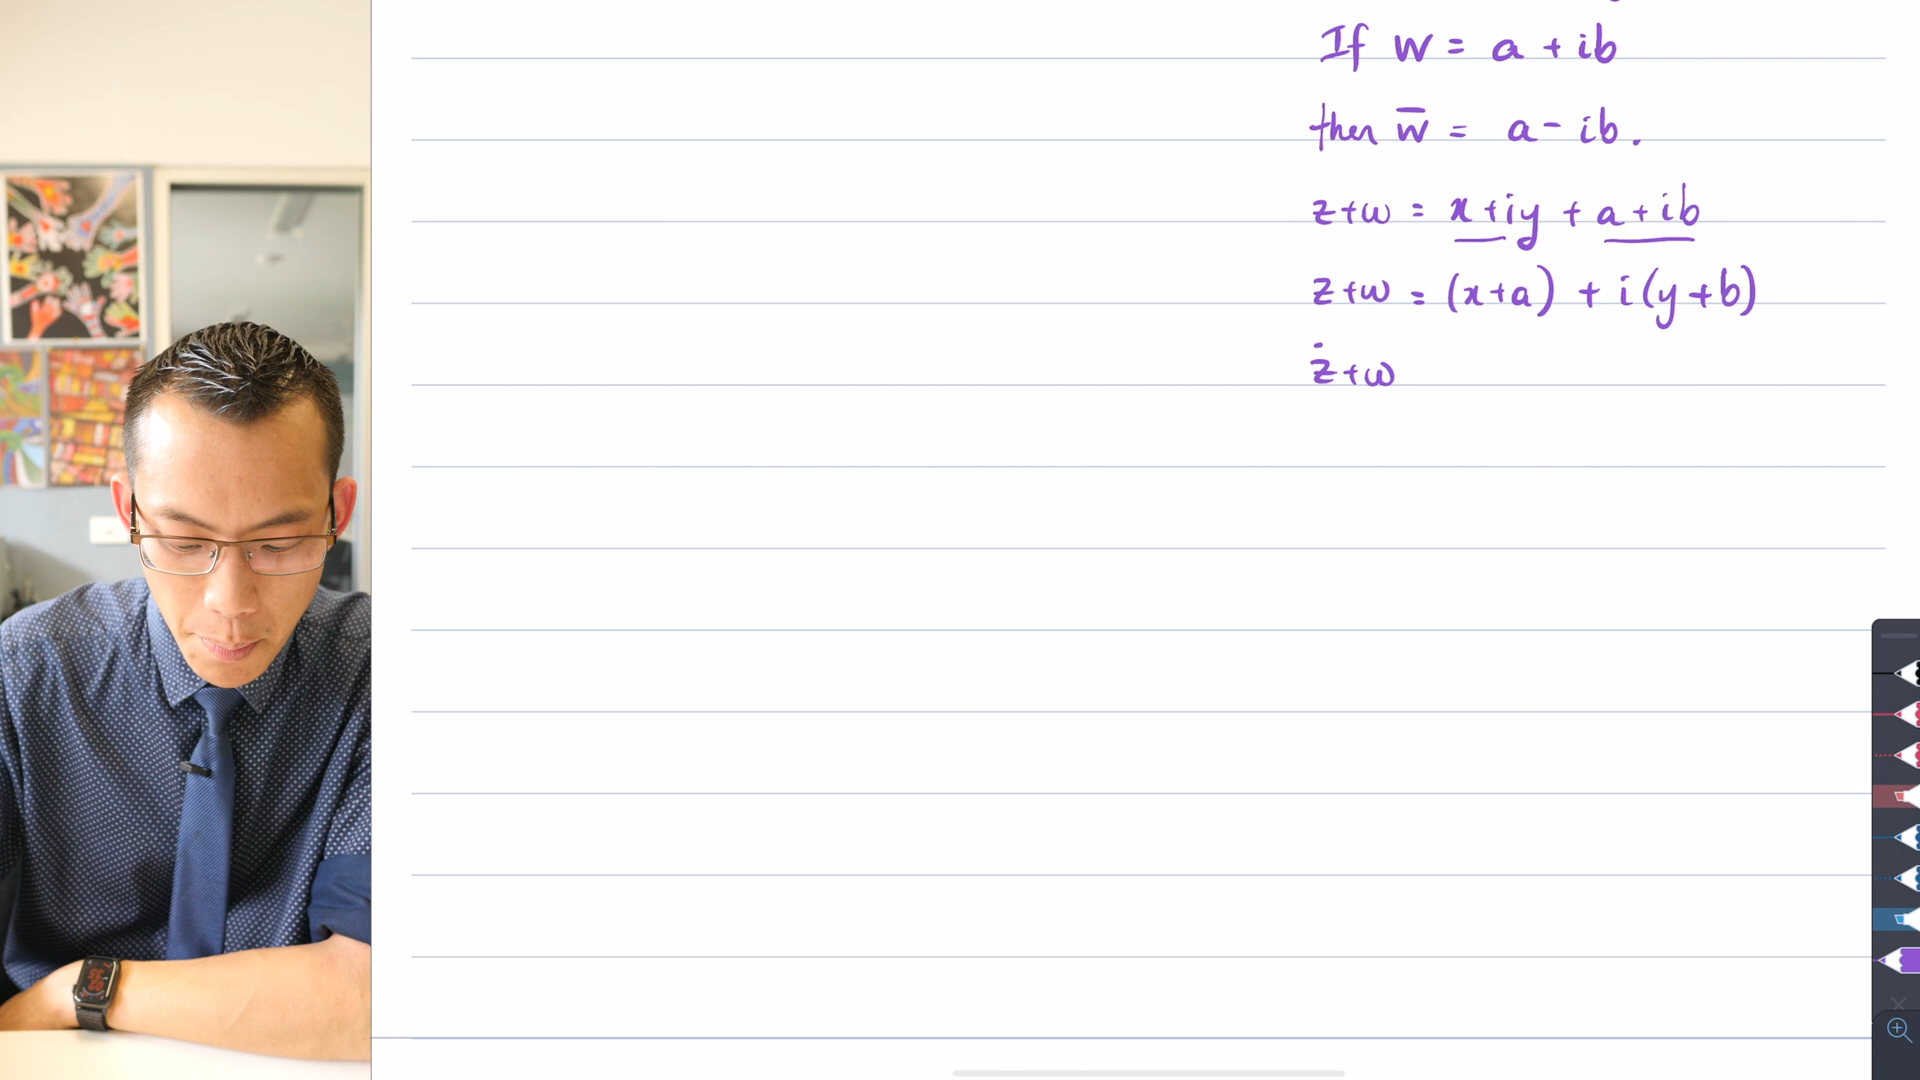 If w = a + ib
then w̅ = a - ib.
z+w = x+iy + a+ib
z+w = (x+a) + i(y+b)
z+w